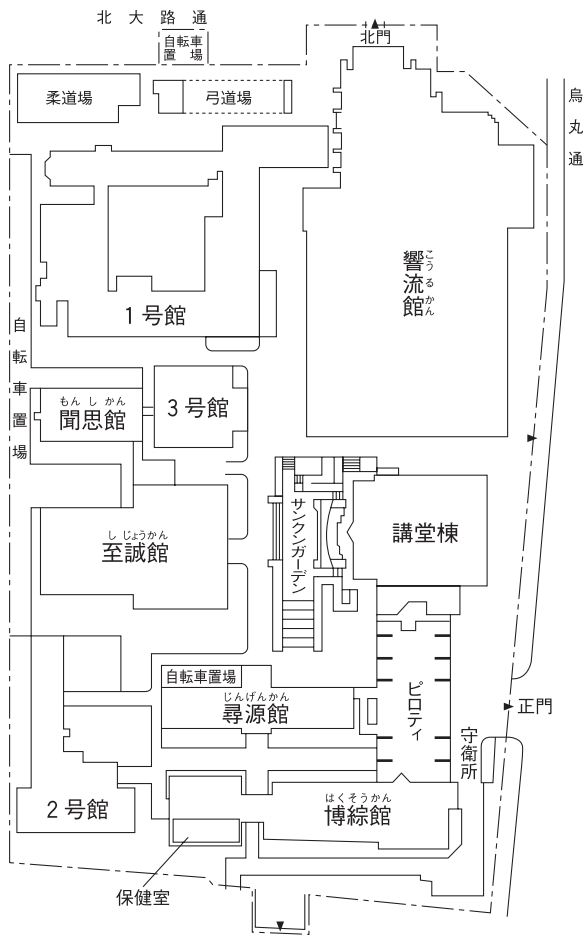 北大路通
自転車
置場
北門
烏丸通
柔道場
弓道場
こうるかん
響流館
1号館
自転車置場
もんしかん
聞思館
3号館
サンクンガーデン
講堂棟
しじょうかん
至誠館
自転車置場
じんげんかん
尋源館
ピロティ
正門
守衛所
はくそうかん
博綜館
2号館
保健室